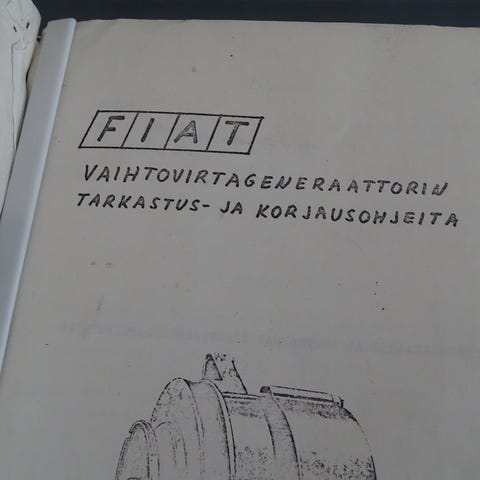 FIAT
VAIHTOVIRTAGENERAATTORIN
TARKASTUS- JA KORJAUSOHJEITA